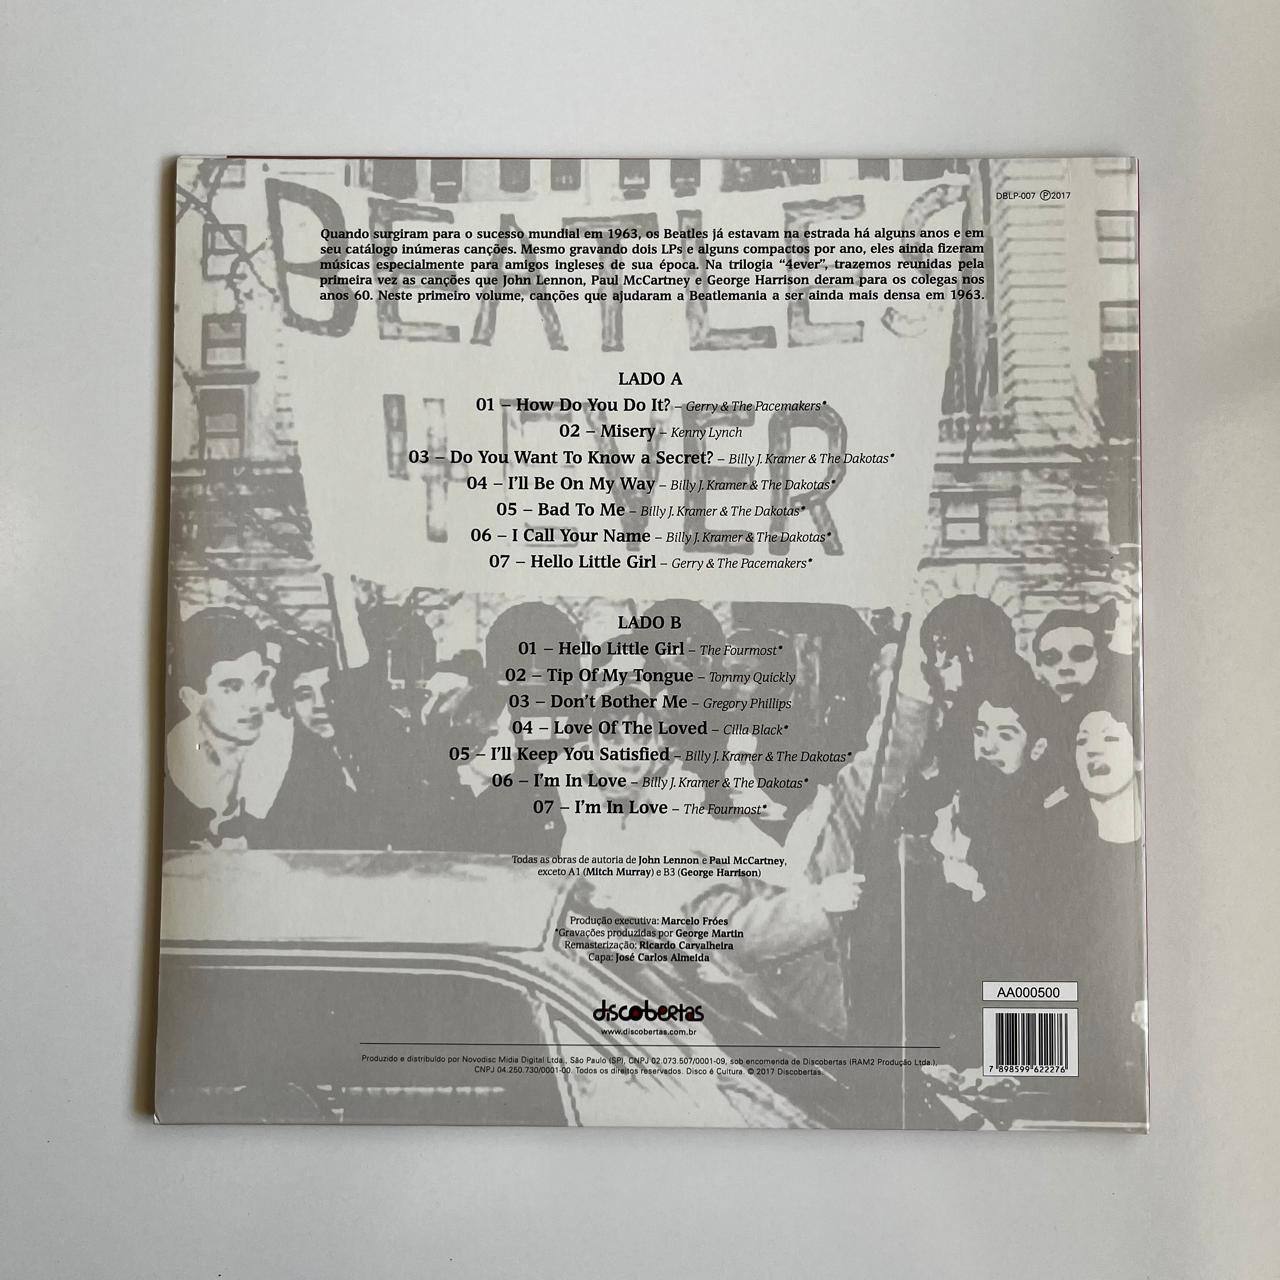 BEATLES
4EVER
DBLP-007 ℗2017
Quando surgiram para o sucesso mundial em 1963, os Beatles já estavam na estrada há alguns anos e em
seu catálogo inúmeras canções. Mesmo gravando dois LPs e alguns compactos por ano, eles ainda fizeram
músicas especialmente para amigos ingleses de sua época. Na trilogia “4ever”, trazemos reunidas pela
primeira vez as canções que John Lennon, Paul McCartney e George Harrison deram para os colegas nos
anos 60. Neste primeiro volume, canções que ajudaram a Beatlemania a ser ainda mais densa em 1963.
LADO A
01 – How Do You Do It? – Gerry & The Pacemakers*
02 – Misery – Kenny Lynch
03 – Do You Want To Know a Secret? – Billy J. Kramer & The Dakotas*
04 – I’ll Be On My Way – Billy J. Kramer & The Dakotas*
05 – Bad To Me – Billy J. Kramer & The Dakotas*
06 – I Call Your Name – Billy J. Kramer & The Dakotas*
07 – Hello Little Girl – Gerry & The Pacemakers*
LADO B
01 – Hello Little Girl – The Fourmost*
02 – Tip Of My Tongue – Tommy Quickly
03 – Don’t Bother Me – Gregory Phillips
04 – Love Of The Loved – Cilla Black*
05 – I’ll Keep You Satisfied – Billy J. Kramer & The Dakotas*
06 – I’m In Love – Billy J. Kramer & The Dakotas*
07 – I’m In Love – The Fourmost*
Todas as obras de autoria de John Lennon e Paul McCartney,
exceto A1 (Mitch Murray) e B3 (George Harrison)
Produção executiva: Marcelo Fróes
*Gravações produzidas por George Martin
Remasterização: Ricardo Carvalheira
Capa: José Carlos Almeida
discobertas
www.discobertas.com.br
AA000500
7 898599 622276
Produzido e distribuído por Novodisc Mídia Digital Ltda., São Paulo (SP), CNPJ 02.073.507/0001-09, sob encomenda de Discobertas (RAM2 Produção Ltda.),
CNPJ 04.250.730/0001-00. Todos os direitos reservados. Disco é Cultura. © 2017 Discobertas.